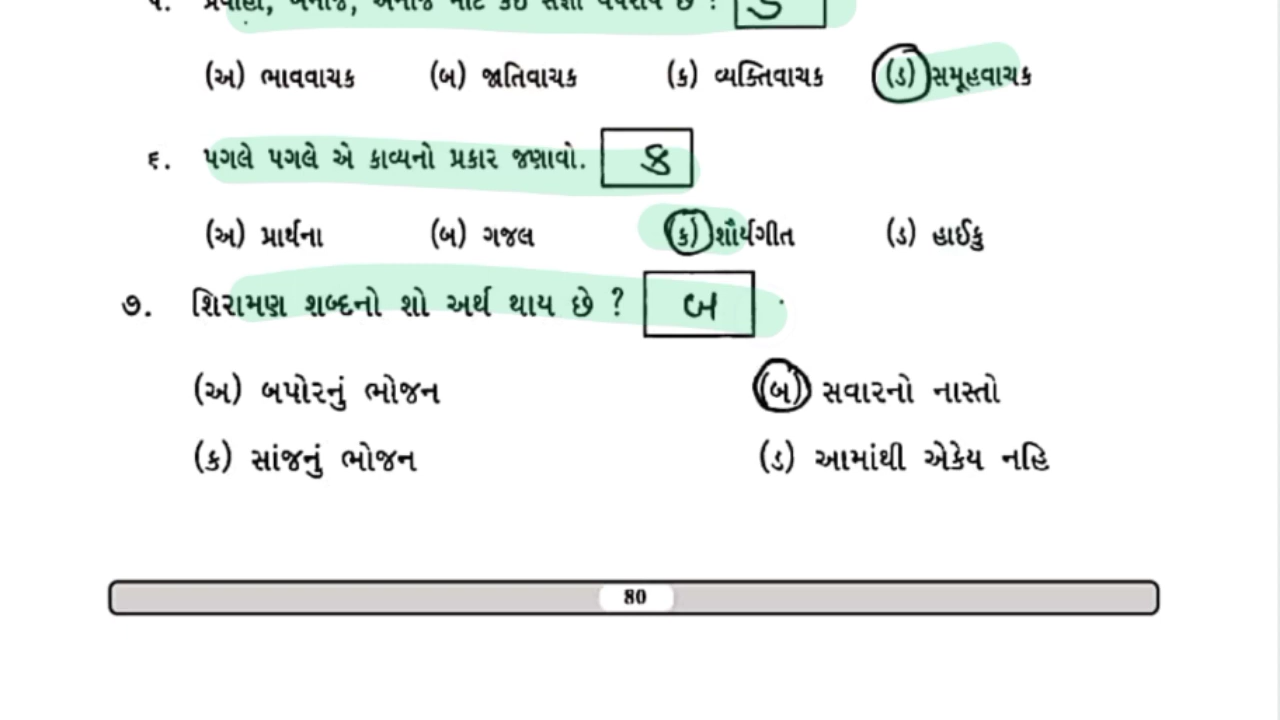 (અ) ભાવવાચક (બ) જાતિવાચક (ક) વ્યક્તિવાચક (ડ) સમૂહવાચક
૬. પગલે પગલે એ કાવ્યનો પ્રકાર જણાવો. ક
(અ) પ્રાર્થના (બ) ગજલ (ક) શૌર્યગીત (ડ) હાઈકુ
૭. શિરામણ શબ્દનો શો અર્થ થાય છે ? બ
(અ) બપોરનું ભોજન (બ) સવારનો નાસ્તો
(ક) સાંજનું ભોજન (ડ) આમાંથી એકેય નહિ
80